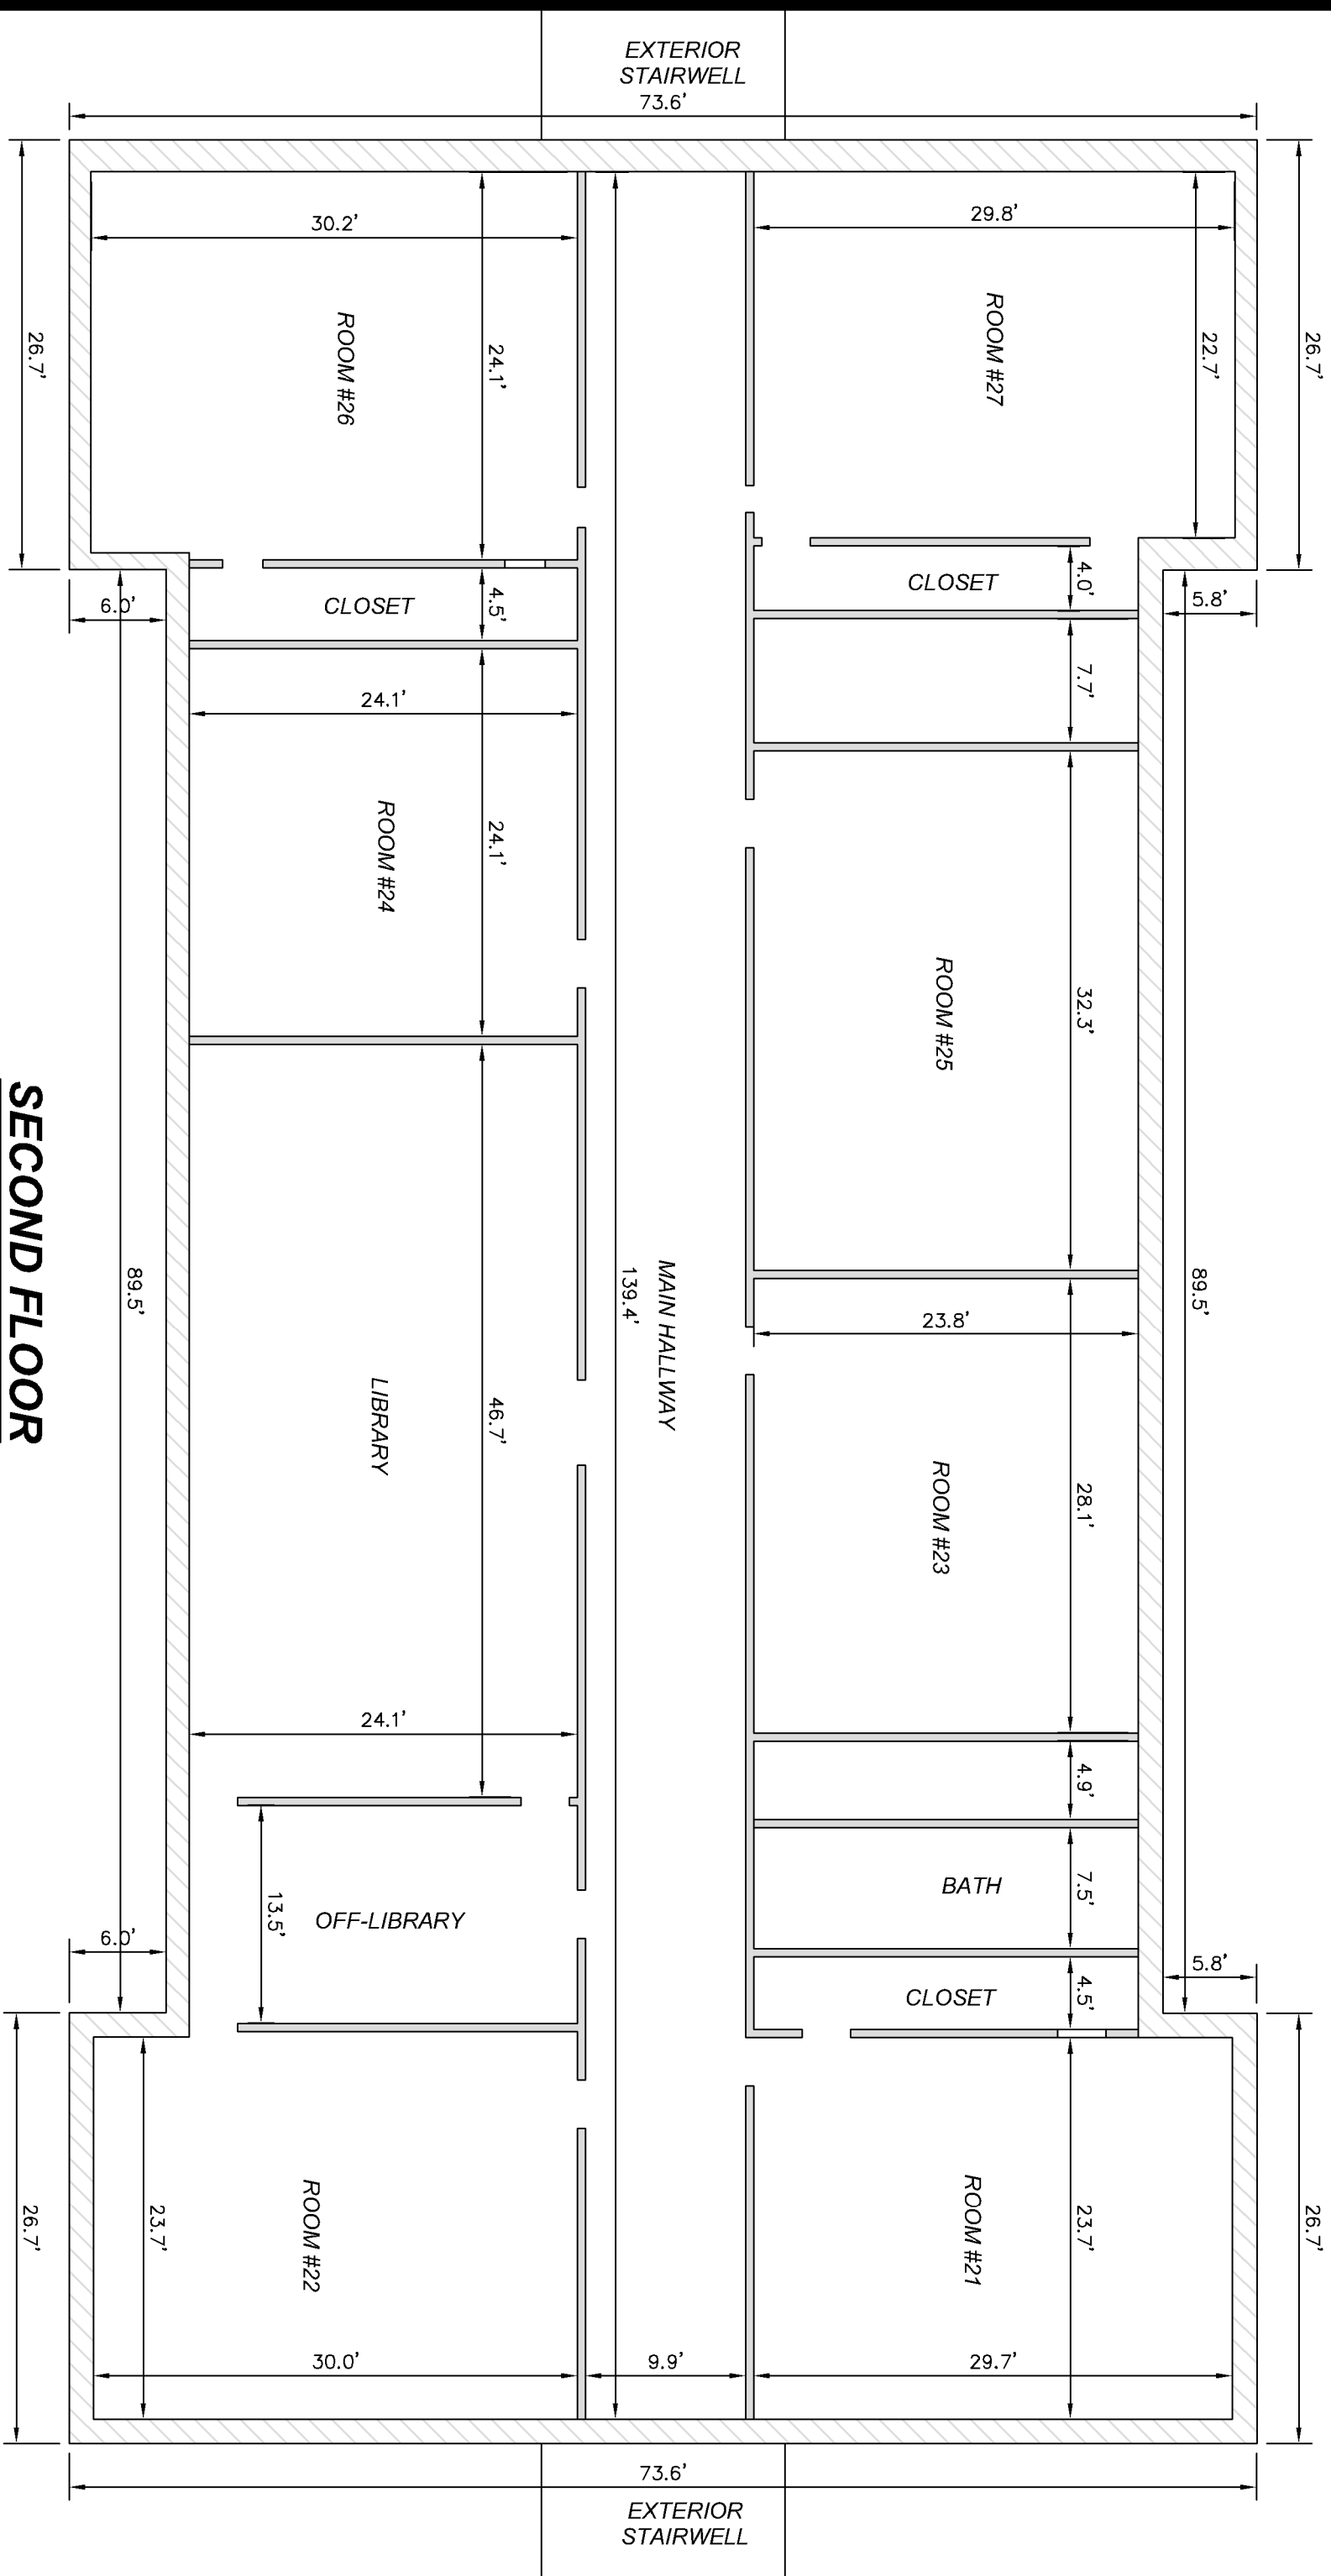 EXTERIOR
STAIRWELL
73.6'
26.7'
26.7'
30.2'
29.8'
ROOM #26
24.1'
ROOM #27
22.7'
6.0'
CLOSET
4.5'
CLOSET
4.0'
5.8'
7.7'
24.1'
ROOM #24
24.1'
ROOM #25
32.3'
SECOND FLOOR
89.5'
139.4'
MAIN HALLWAY
89.5'
23.8'
LIBRARY
46.7'
ROOM #23
28.1'
24.1'
4.9'
13.5'
OFF-LIBRARY
BATH
7.5'
6.0'
CLOSET
4.5'
5.8'
26.7'
23.7'
ROOM #22
ROOM #21
23.7'
26.7'
30.0'
9.9'
29.7'
73.6'
EXTERIOR
STAIRWELL